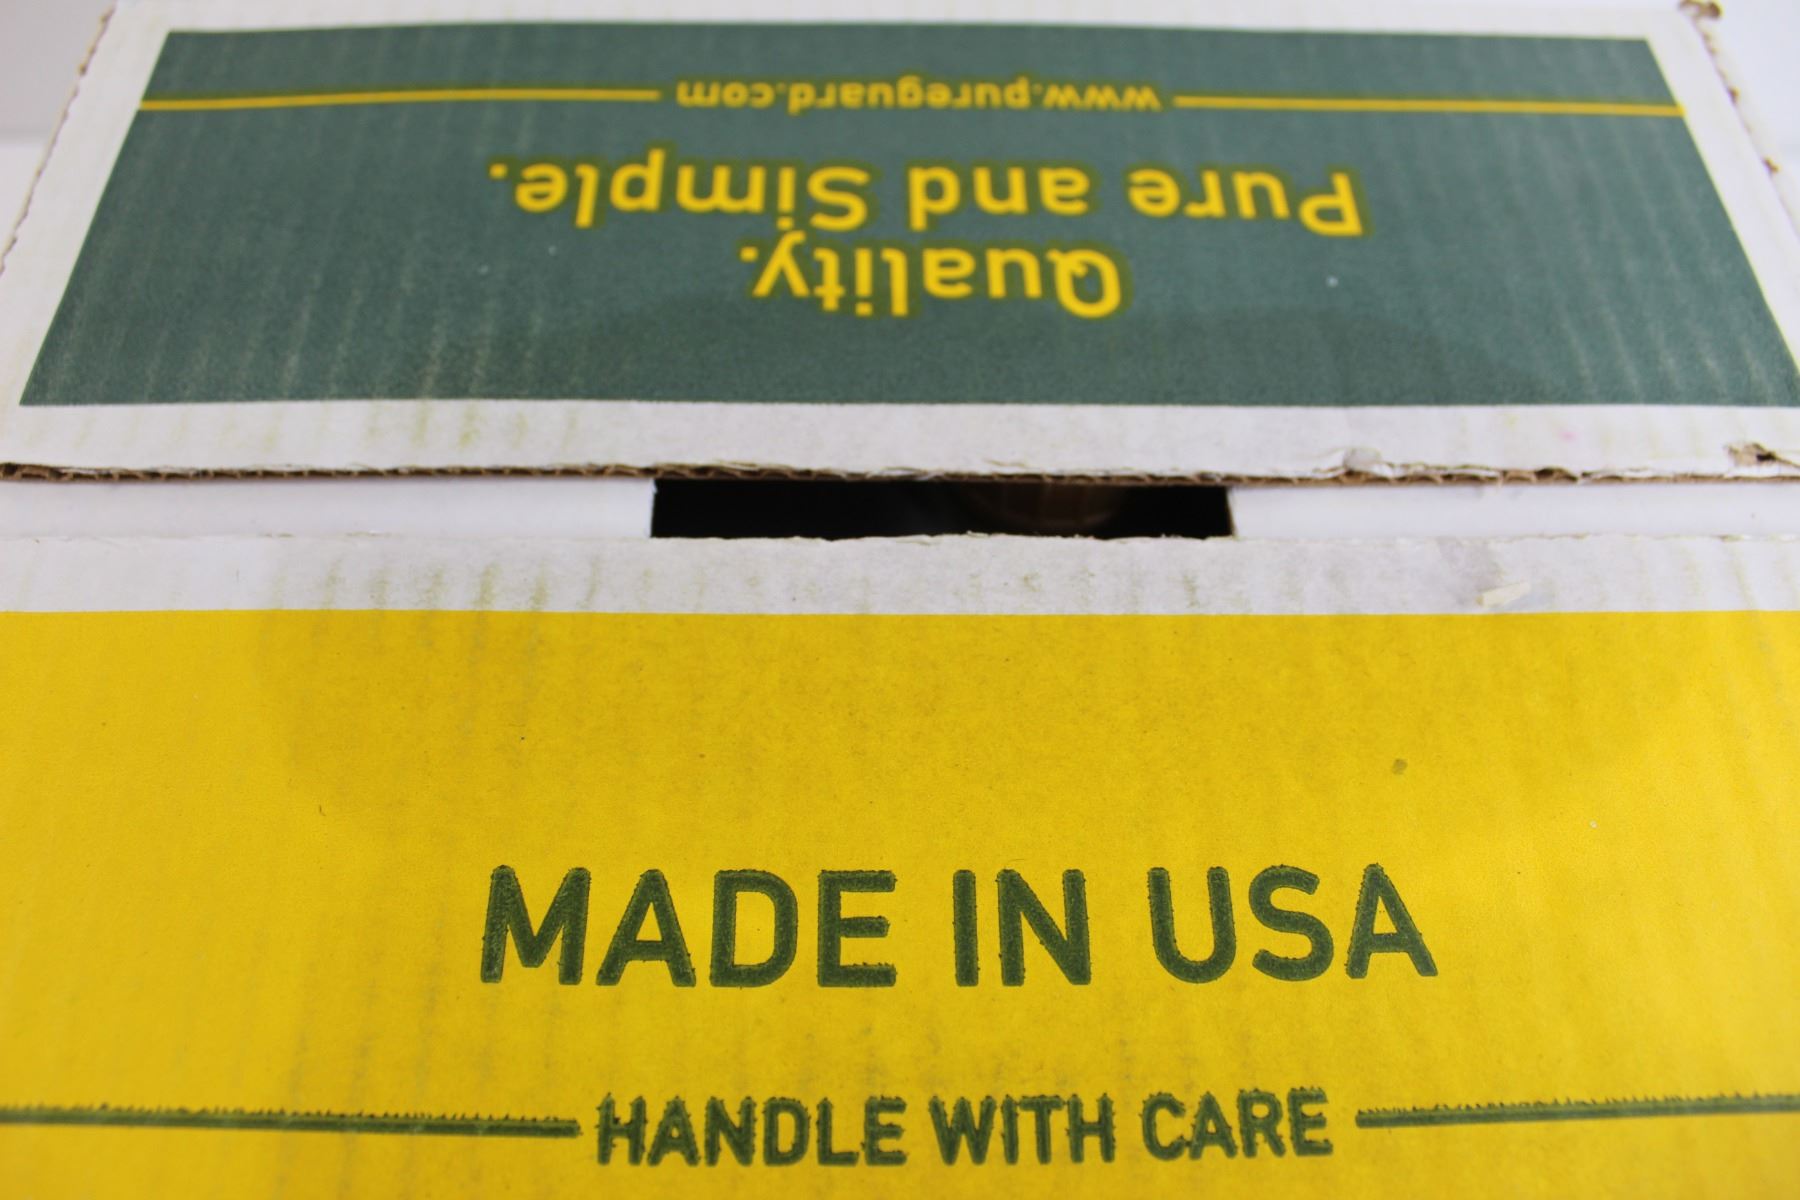 Quality.
Pure and Simple.
www.pureguard.com
MADE IN USA
HANDLE WITH CARE